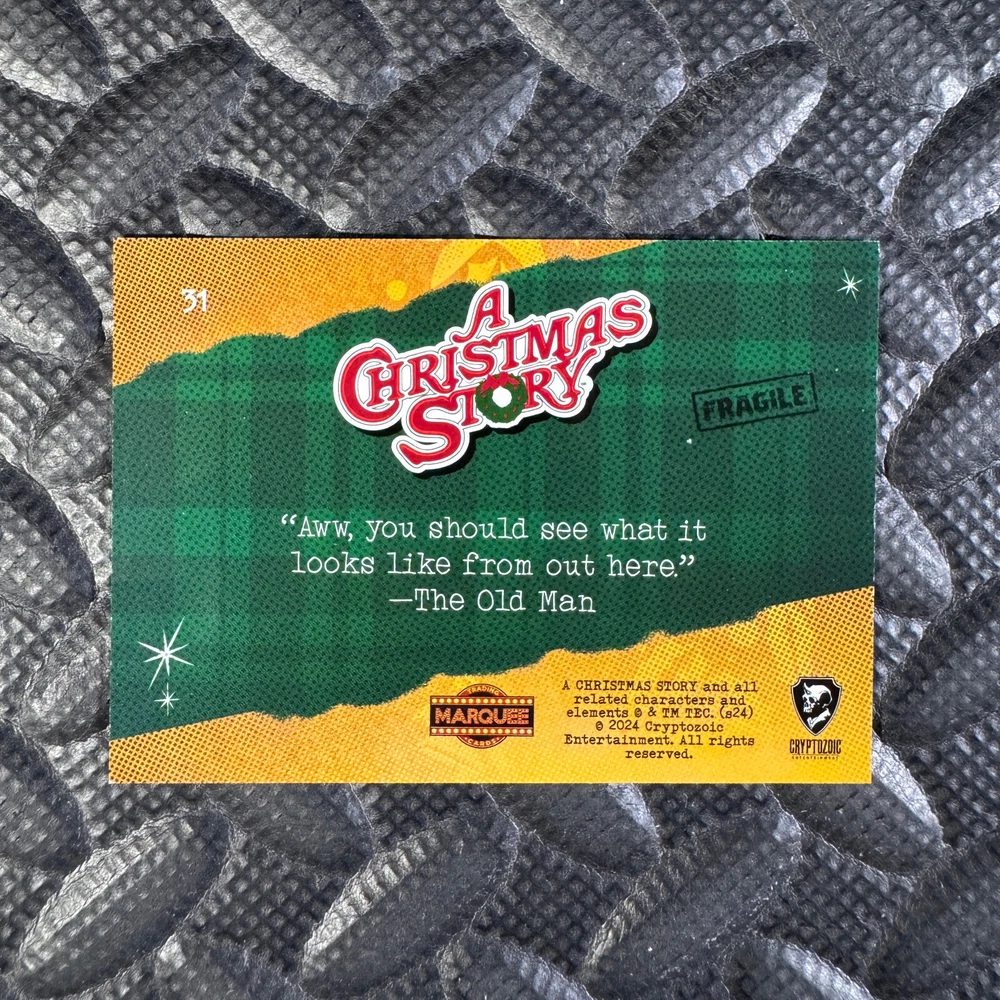 31
A
CHRISTMAS
STORY
FRAGILE
“Aww, you should see what it
looks like from out here.”
—The Old Man
TRADING
MARQUEE
CARDS
A CHRISTMAS STORY and all
related characters and
elements © & TM TEC. (s24)
© 2024 Cryptozoic
Entertainment. All rights
reserved.
CRYPTOZOIC
ENTERTAINMENT